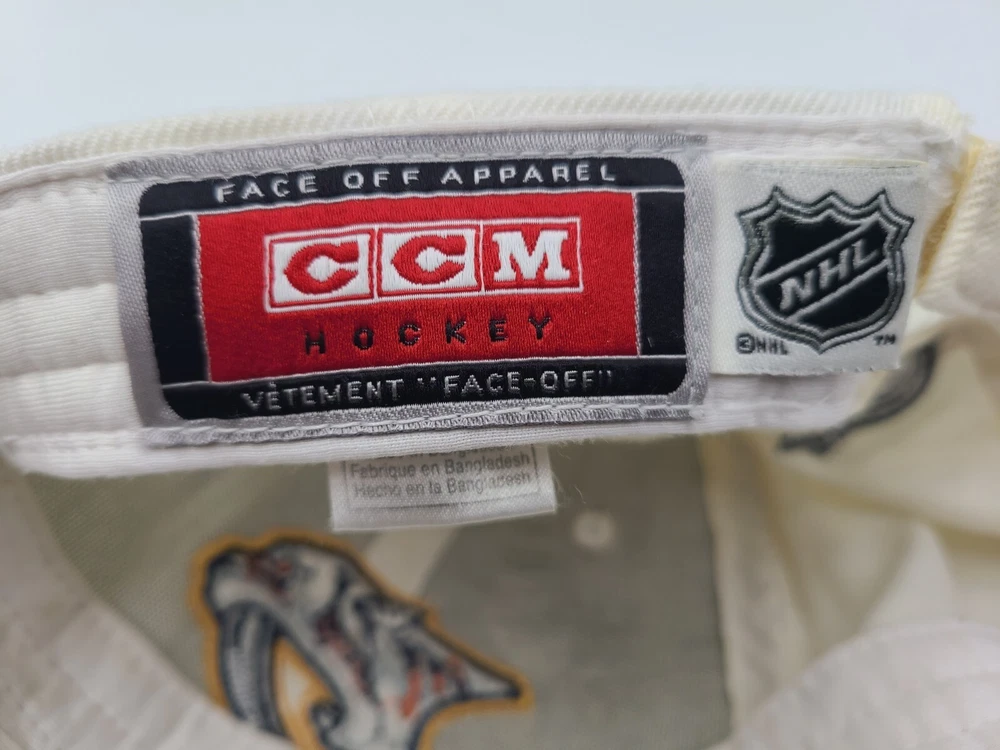 FACE OFF APPAREL
CCM
HOCKEY
VÊTEMENT "FACE-OFF"
NHL
©NHL TM
Fabriqué en Bangladesh
Hecho en la Bangladesh